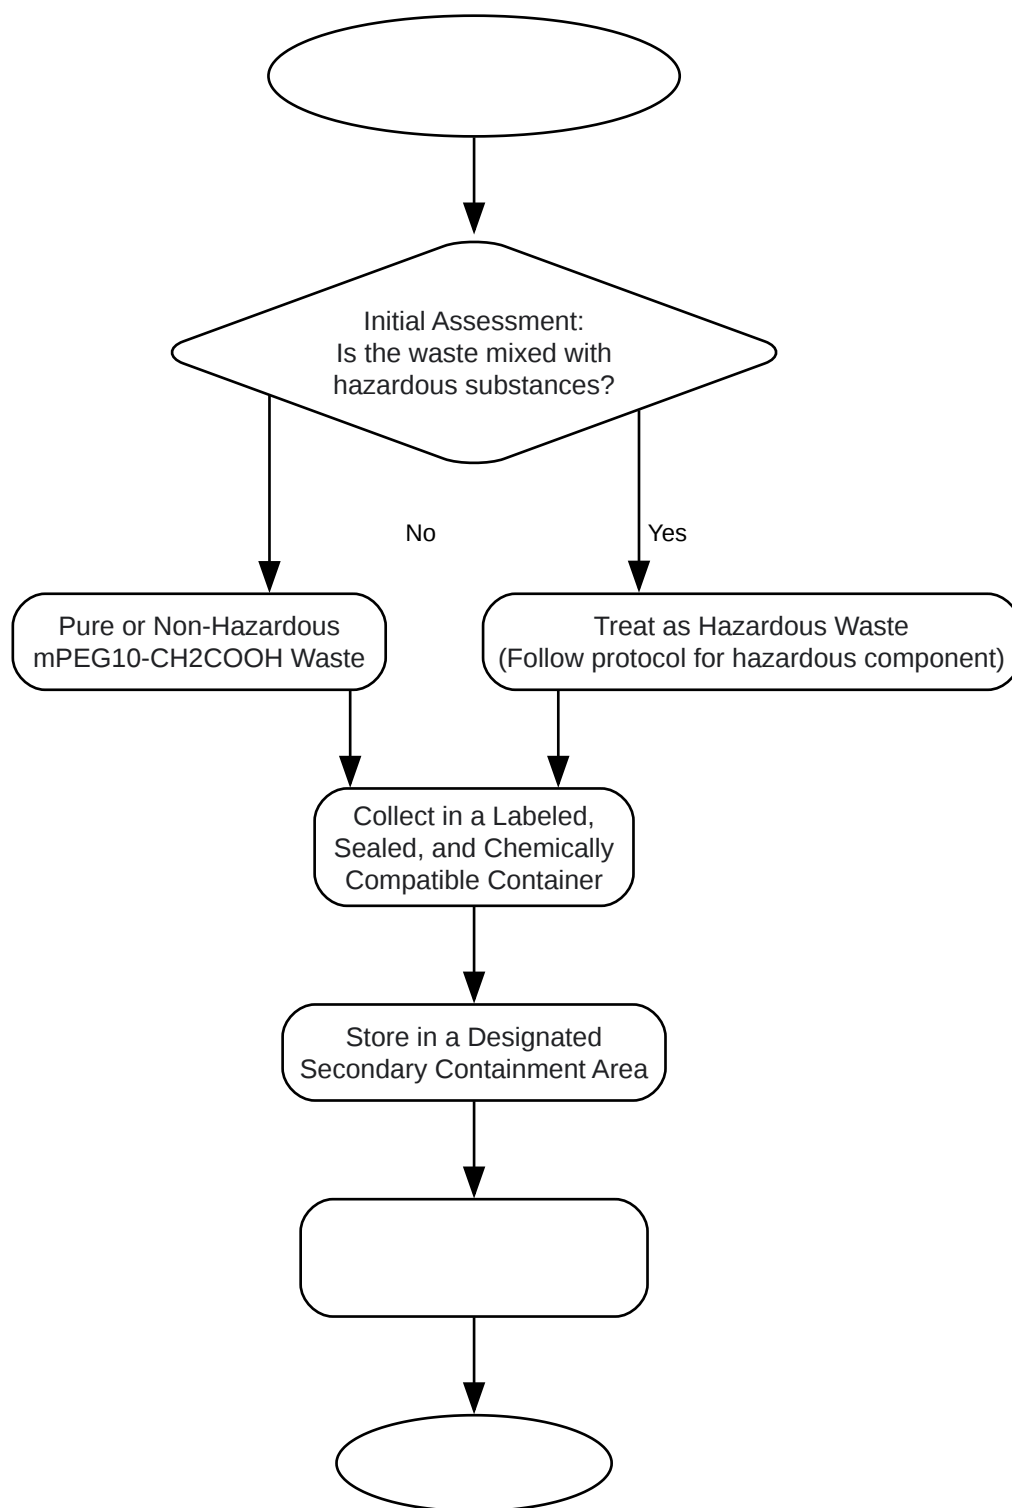 Initial Assessment:
Is the waste mixed with
hazardous substances?
No
Yes
Pure or Non-Hazardous
mPEG10-CH2COOH Waste
Treat as Hazardous Waste
(Follow protocol for hazardous component)
Collect in a Labeled,
Sealed, and Chemically
Compatible Container
Store in a Designated
Secondary Containment Area